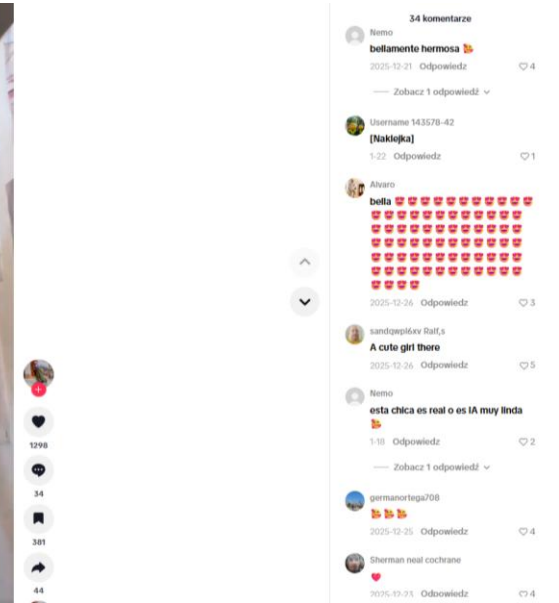 34 komentarze
Nemo
bellamente hermosa 🥰
2025-12-21 Odpowiedz 4
Zobacz 1 odpowiedź
Username 143578-42
[Naklejka]
1-22 Odpowiedz 1
Alvaro
bella
2025-12-26 Odpowiedz 3
sandqwpl6xv Ralf,s
A cute girl there
2025-12-26 Odpowiedz 5
Nemo
esta chica es real o es IA muy linda
🥰
1-18 Odpowiedz 2
Zobacz 1 odpowiedź
germanortega708
🥰🥰🥰
2025-12-25 Odpowiedz 4
Sherman neal cochrane
❤️
2025-12-23 Odpowiedz 4
1298
34
381
44